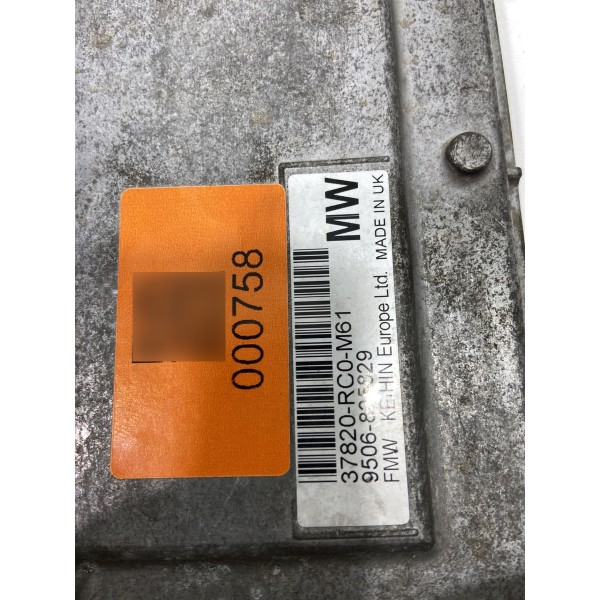 000758
MW
37820-RC0-M61
FMW KEIHIN Europe Ltd. MADE IN UK